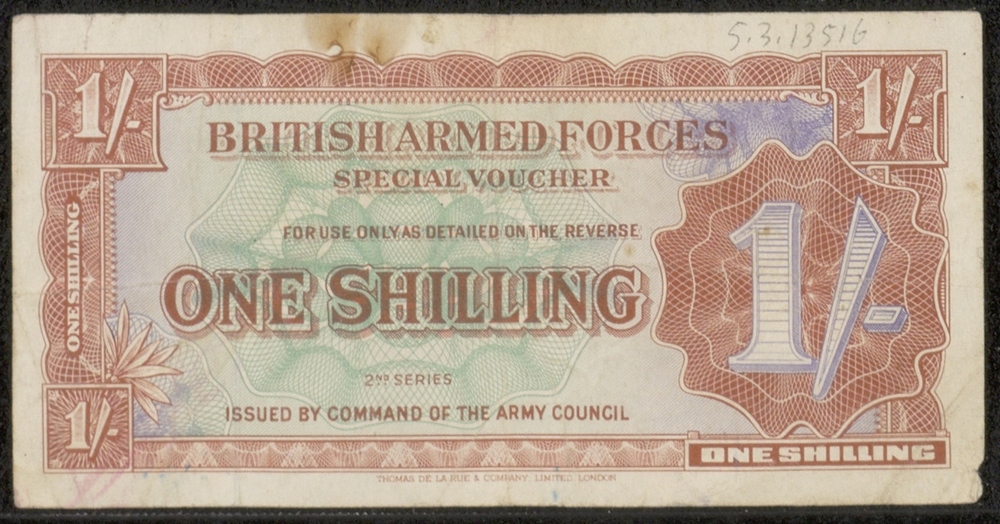 5.3.13516
1/-
1/-
BRITISH ARMED FORCES
SPECIAL VOUCHER
FOR USE ONLY AS DETAILED ON THE REVERSE
ONE SHILLING
ONE SHILLING
1/-
2ND SERIES
ISSUED BY COMMAND OF THE ARMY COUNCIL
1/-
ONE SHILLING
THOMAS DE LA RUE & COMPANY, LIMITED, LONDON